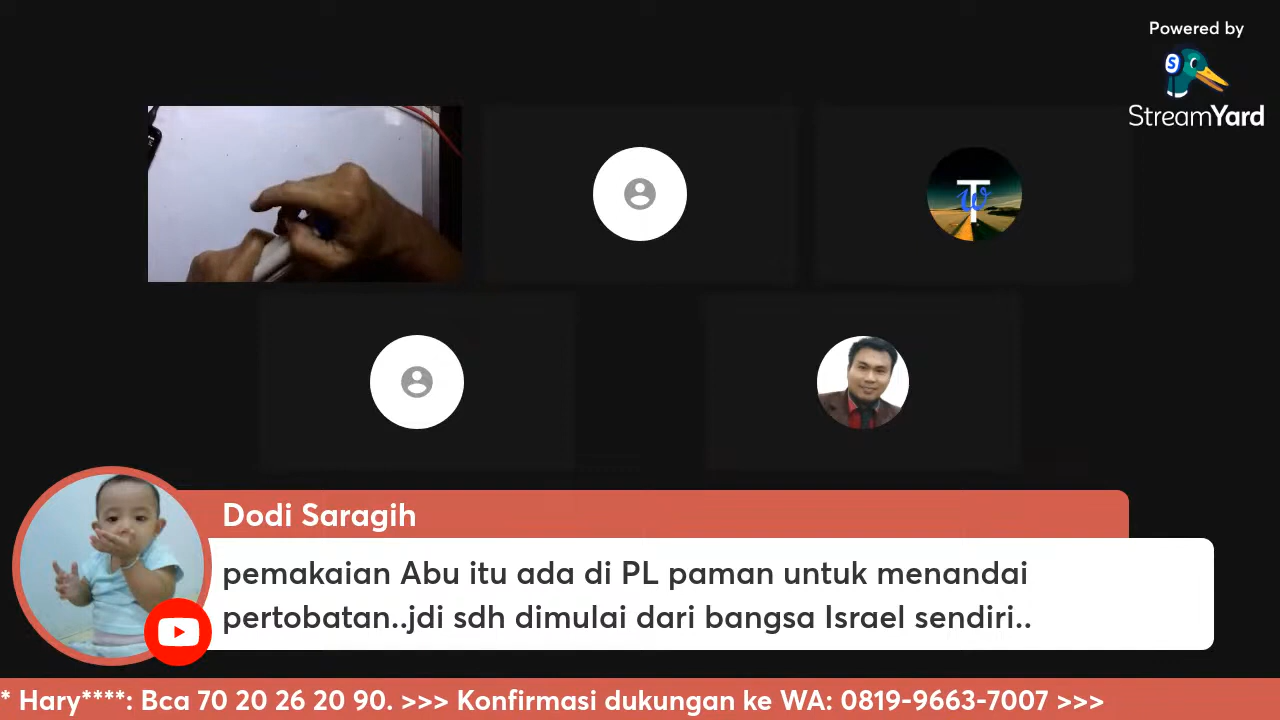 Powered by
S
StreamYard
Tw
Dodi Saragih
pemakaian Abu itu ada di PL paman untuk menandai
pertobatan..jdi sdh dimulai dari bangsa Israel sendiri..
* Hary****: Bca 70 20 26 20 90. >>> Konfirmasi dukungan ke WA: 0819-9663-7007 >>>